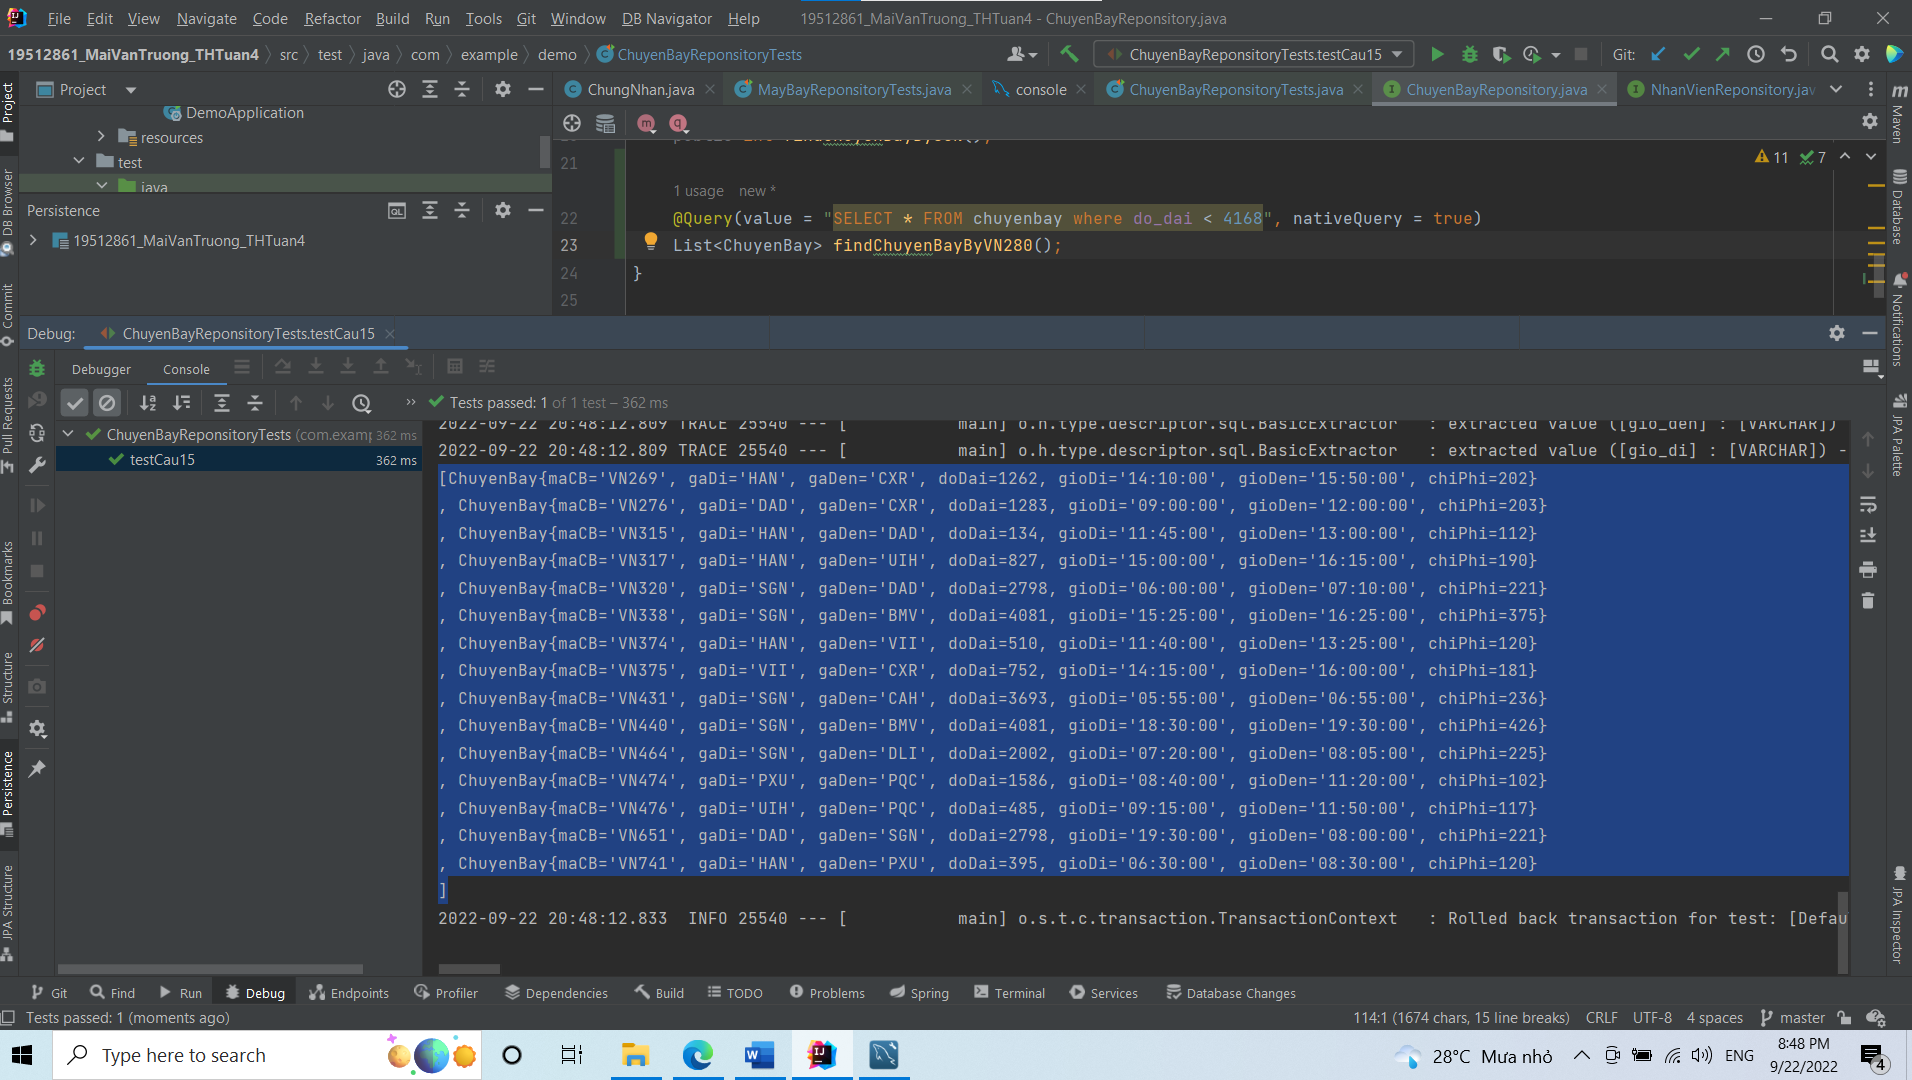 File Edit View Navigate Code Refactor Build Run Tools Git Window DB Navigator Help 19512861_MaiVanTruong_THTuan4 - ChuyenBayReponsitory.java
19512861_MaiVanTruong_THTuan4 src test java com example demo ChuyenBayReponsitoryTests ChuyenBayReponsitoryTests.testCau15 Git:
Project ChungNhan.java MayBayReponsitoryTests.java console ChuyenBayReponsitoryTests.java ChuyenBayReponsitory.java NhanVienReponsitory.jav
DemoApplication
resources
test
java
Persistence
19512861_MaiVanTruong_THTuan4
11 7
21
1 usage new *
22 @Query(value = "SELECT * FROM chuyenbay where do_dai < 4168", nativeQuery = true)
23 List<ChuyenBay> findChuyenBayByVN280();
24 }
25
Debug: ChuyenBayReponsitoryTests.testCau15
Debugger Console
Tests passed: 1 of 1 test – 362 ms
ChuyenBayReponsitoryTests (com.examp 362 ms
testCau15 362 ms
2022-09-22 20:48:12.809 TRACE 25540 --- [ main] o.h.type.descriptor.sql.BasicExtractor : extracted value ([gio_den] : [VARCHAR])
2022-09-22 20:48:12.809 TRACE 25540 --- [ main] o.h.type.descriptor.sql.BasicExtractor : extracted value ([gio_di] : [VARCHAR]) -
[ChuyenBay{maCB='VN269', gaDi='HAN', gaDen='CXR', doDai=1262, gioDi='14:10:00', gioDen='15:50:00', chiPhi=202}
, ChuyenBay{maCB='VN276', gaDi='DAD', gaDen='CXR', doDai=1283, gioDi='09:00:00', gioDen='12:00:00', chiPhi=203}
, ChuyenBay{maCB='VN315', gaDi='HAN', gaDen='DAD', doDai=134, gioDi='11:45:00', gioDen='13:00:00', chiPhi=112}
, ChuyenBay{maCB='VN317', gaDi='HAN', gaDen='UIH', doDai=827, gioDi='15:00:00', gioDen='16:15:00', chiPhi=190}
, ChuyenBay{maCB='VN320', gaDi='SGN', gaDen='DAD', doDai=2798, gioDi='06:00:00', gioDen='07:10:00', chiPhi=221}
, ChuyenBay{maCB='VN338', gaDi='SGN', gaDen='BMV', doDai=4081, gioDi='15:25:00', gioDen='16:25:00', chiPhi=375}
, ChuyenBay{maCB='VN374', gaDi='HAN', gaDen='VII', doDai=510, gioDi='11:40:00', gioDen='13:25:00', chiPhi=120}
, ChuyenBay{maCB='VN375', gaDi='VII', gaDen='CXR', doDai=752, gioDi='14:15:00', gioDen='16:00:00', chiPhi=181}
, ChuyenBay{maCB='VN431', gaDi='SGN', gaDen='CAH', doDai=3693, gioDi='05:55:00', gioDen='06:55:00', chiPhi=236}
, ChuyenBay{maCB='VN440', gaDi='SGN', gaDen='BMV', doDai=4081, gioDi='18:30:00', gioDen='19:30:00', chiPhi=426}
, ChuyenBay{maCB='VN464', gaDi='SGN', gaDen='DLI', doDai=2002, gioDi='07:20:00', gioDen='08:05:00', chiPhi=225}
, ChuyenBay{maCB='VN474', gaDi='PXU', gaDen='PQC', doDai=1586, gioDi='08:40:00', gioDen='11:20:00', chiPhi=102}
, ChuyenBay{maCB='VN476', gaDi='UIH', gaDen='PQC', doDai=485, gioDi='09:15:00', gioDen='11:50:00', chiPhi=117}
, ChuyenBay{maCB='VN651', gaDi='DAD', gaDen='SGN', doDai=2798, gioDi='19:30:00', gioDen='08:00:00', chiPhi=221}
, ChuyenBay{maCB='VN741', gaDi='HAN', gaDen='PXU', doDai=395, gioDi='06:30:00', gioDen='08:30:00', chiPhi=120}
]
2022-09-22 20:48:12.833 INFO 25540 --- [ main] o.s.t.c.transaction.TransactionContext : Rolled back transaction for test: [Defau
Project
DB Browser
Commit
Pull Requests
Bookmarks
Structure
Persistence
JPA Structure
Maven
Database
Notifications
JPA Palette
JPA Inspector
Git Find Run Debug Endpoints Profiler Dependencies Build TODO Problems Spring Terminal Services Database Changes
Tests passed: 1 (moments ago) 114:1 (1674 chars, 15 line breaks) CRLF UTF-8 4 spaces master
Type here to search 28°C Mưa nhỏ ENG 8:48 PM
9/22/2022 4